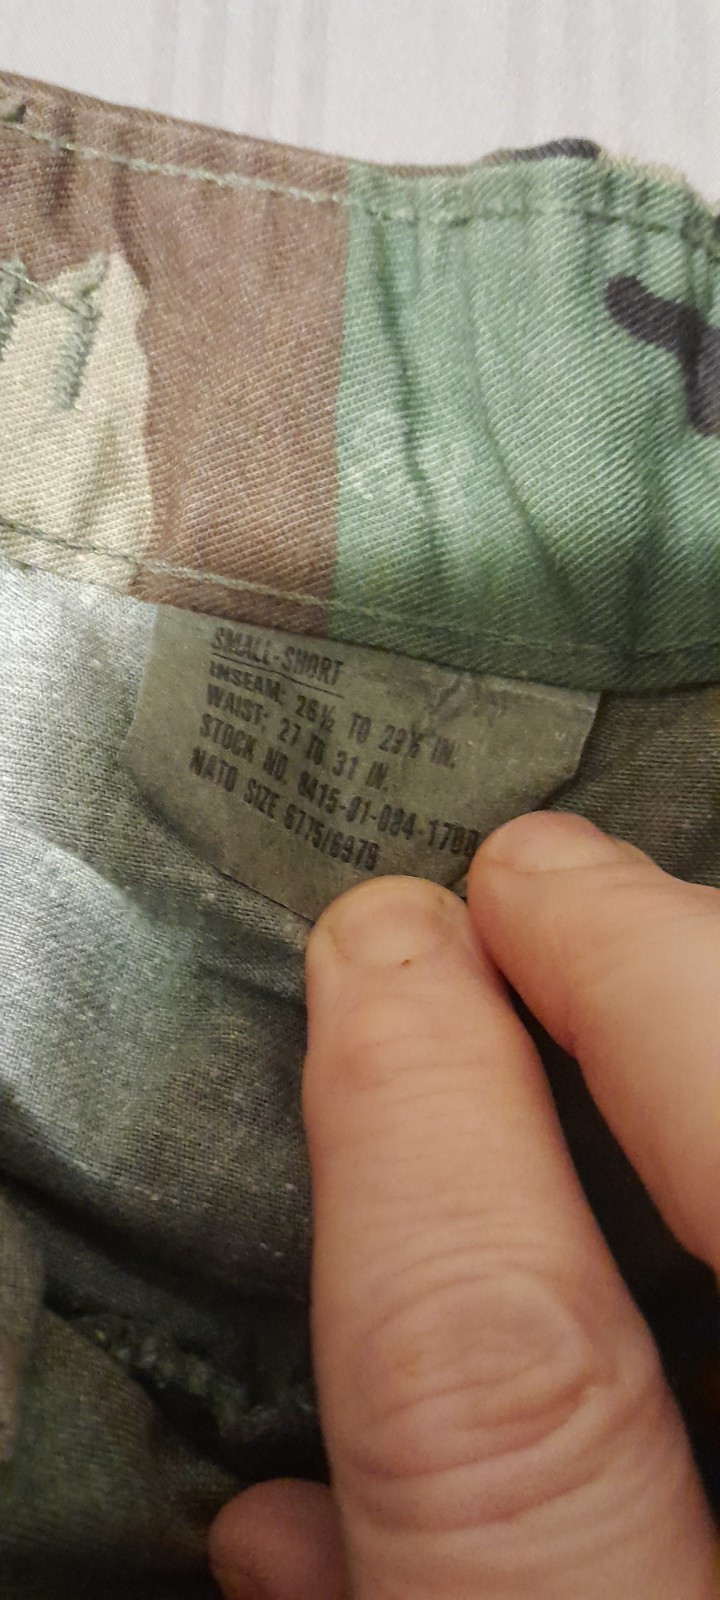 SMALL-SHORT
INSEAM: 26½ TO 29½ IN.
WAIST: 27 TO 31 IN.
STOCK NO. 8415-01-084-1708
NATO SIZE 6775/6979